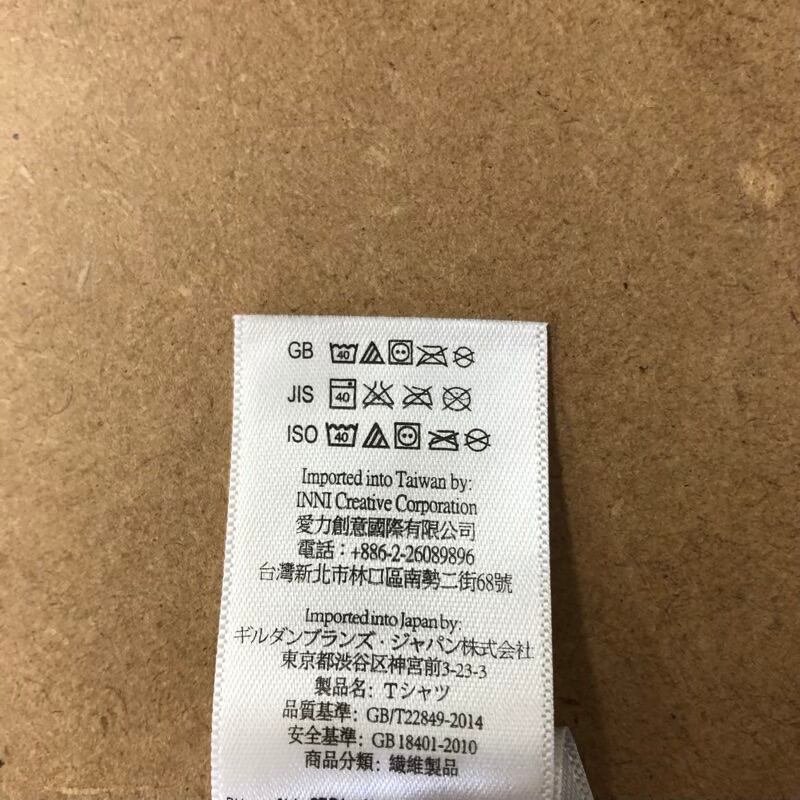 GB 40
JIS 40
ISO 40
Imported into Taiwan by:
INNI Creative Corporation
愛力創意國際有限公司
電話：+886-2-26089896
台灣新北市林口區南勢二街68號
Imported into Japan by:
ギルダンブランズ・ジャパン株式会社
東京都渋谷区神宮前3-23-3
製品名: Tシャツ
品質基準: GB/T22849-2014
安全基準: GB 18401-2010
商品分類: 繊維製品